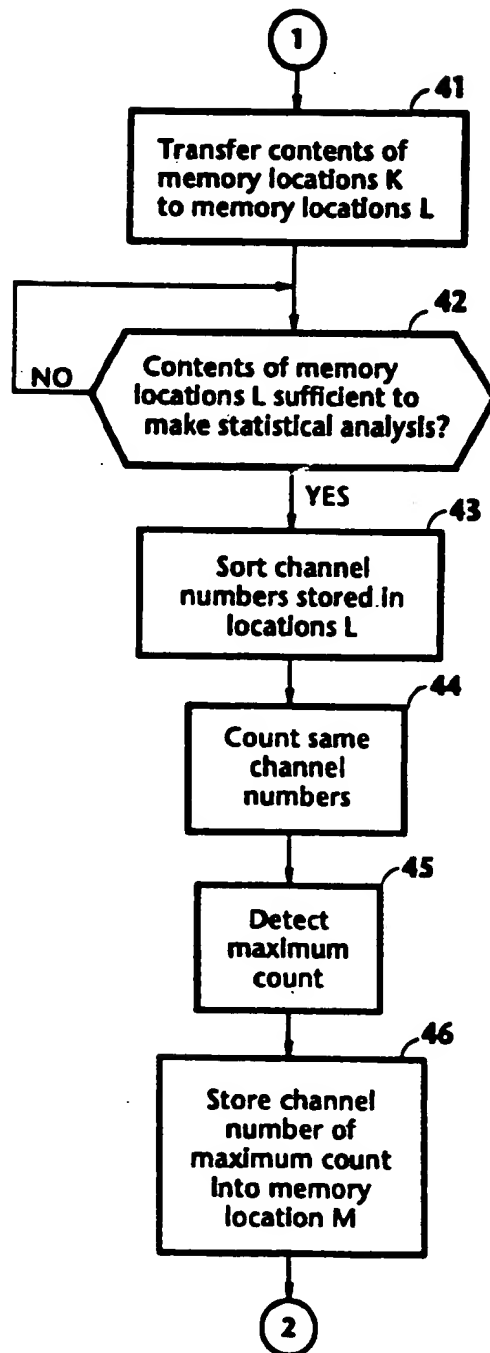 1
41
Transfer contents of
memory locations K
to memory locations L
42
NO
Contents of memory
locations L sufficient to
make statistical analysis?
YES
43
Sort channel
numbers stored in
locations L
44
Count same
channel
numbers
45
Detect
maximum
count
46
Store channel
number of
maximum count
into memory
location M
2